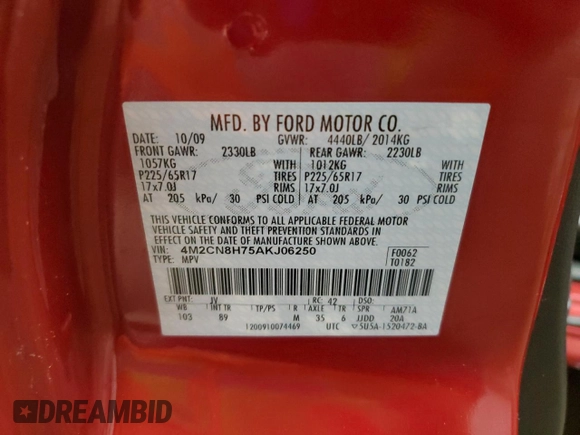 MFD. BY FORD MOTOR CO.
DATE: 10/09 GVWR: 4440LB/ 2014KG
FRONT GAWR: 2330LB REAR GAWR: 2230LB
1057KG WITH 1012KG WITH
P225/65R17 TIRES P225/65R17 TIRES
17x7.0J RIMS 17x7.0J RIMS
AT 205 kPa/ 30 PSI COLD AT 205 kPa/ 30 PSI COLD
THIS VEHICLE CONFORMS TO ALL APPLICABLE FEDERAL MOTOR
VEHICLE SAFETY AND THEFT PREVENTION STANDARDS IN
EFFECT ON THE DATE OF MANUFACTURE SHOWN ABOVE.
VIN: 4M2CN8H75AKJ06250 F0062
TYPE: MPV T0182
EXT PNT: JV RC: 42 DSO:
WB INT TR TP/PS R AXLE TR SPR AM71A
103 B9 M 35 6 JJDD 20A
1200910074469 UTC 5U5A-1520472-BA
DREAMBID